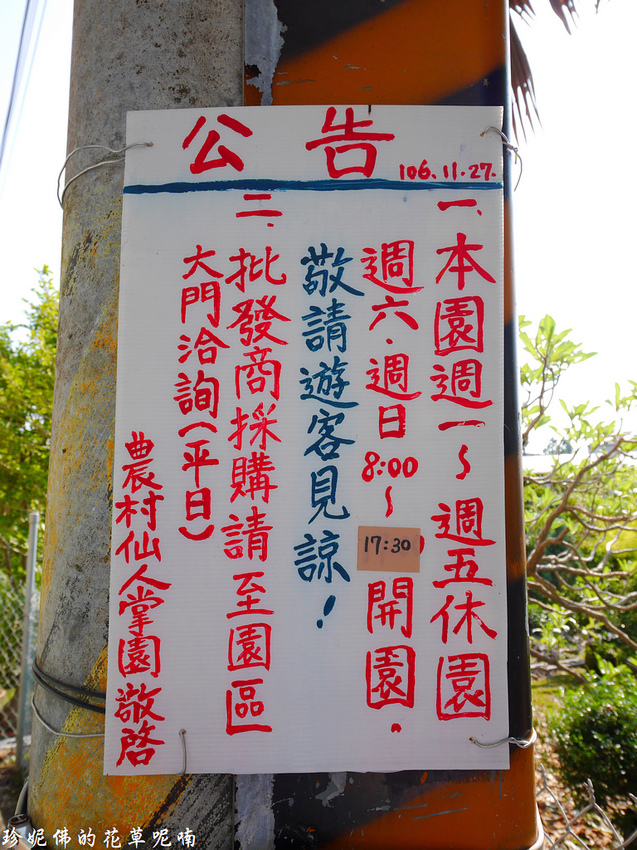 公告
106.11.27.
一、本園週一～週五休園
週六.週日8:00～17:30開園.
敬請遊客見諒！
二、批發商採購請至園區
大門洽詢(平日)
農村仙人掌園敬啓
珍妮佛的花草呢喃